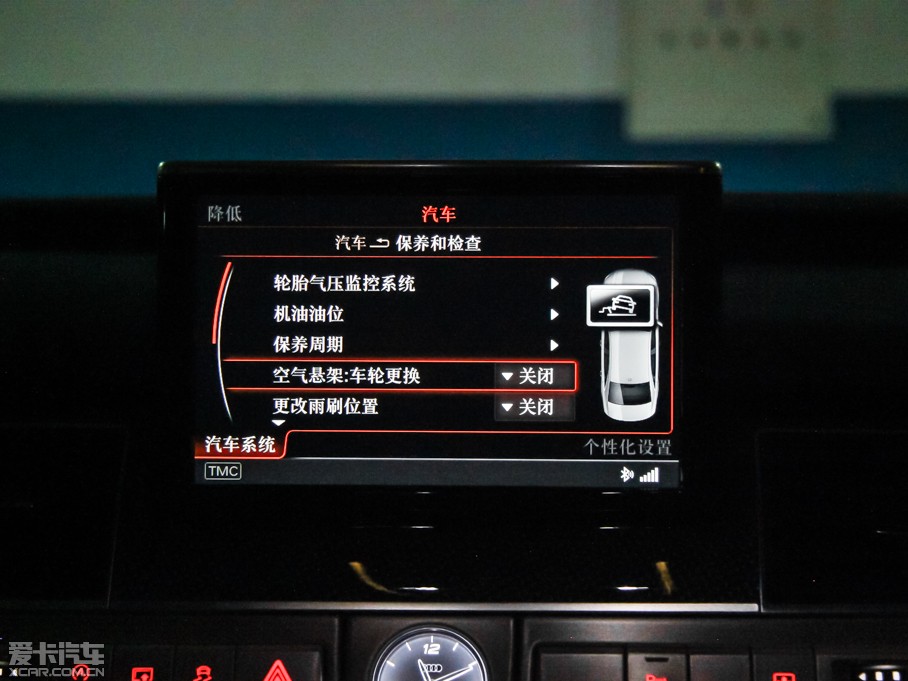 降低
汽车
汽车 保养和检查
轮胎气压监控系统
机油油位
保养周期
空气悬架:车轮更换 关闭
更改雨刷位置 关闭
汽车系统 个性化设置
TMC
12
爱卡汽车
XCAR.COM.CN